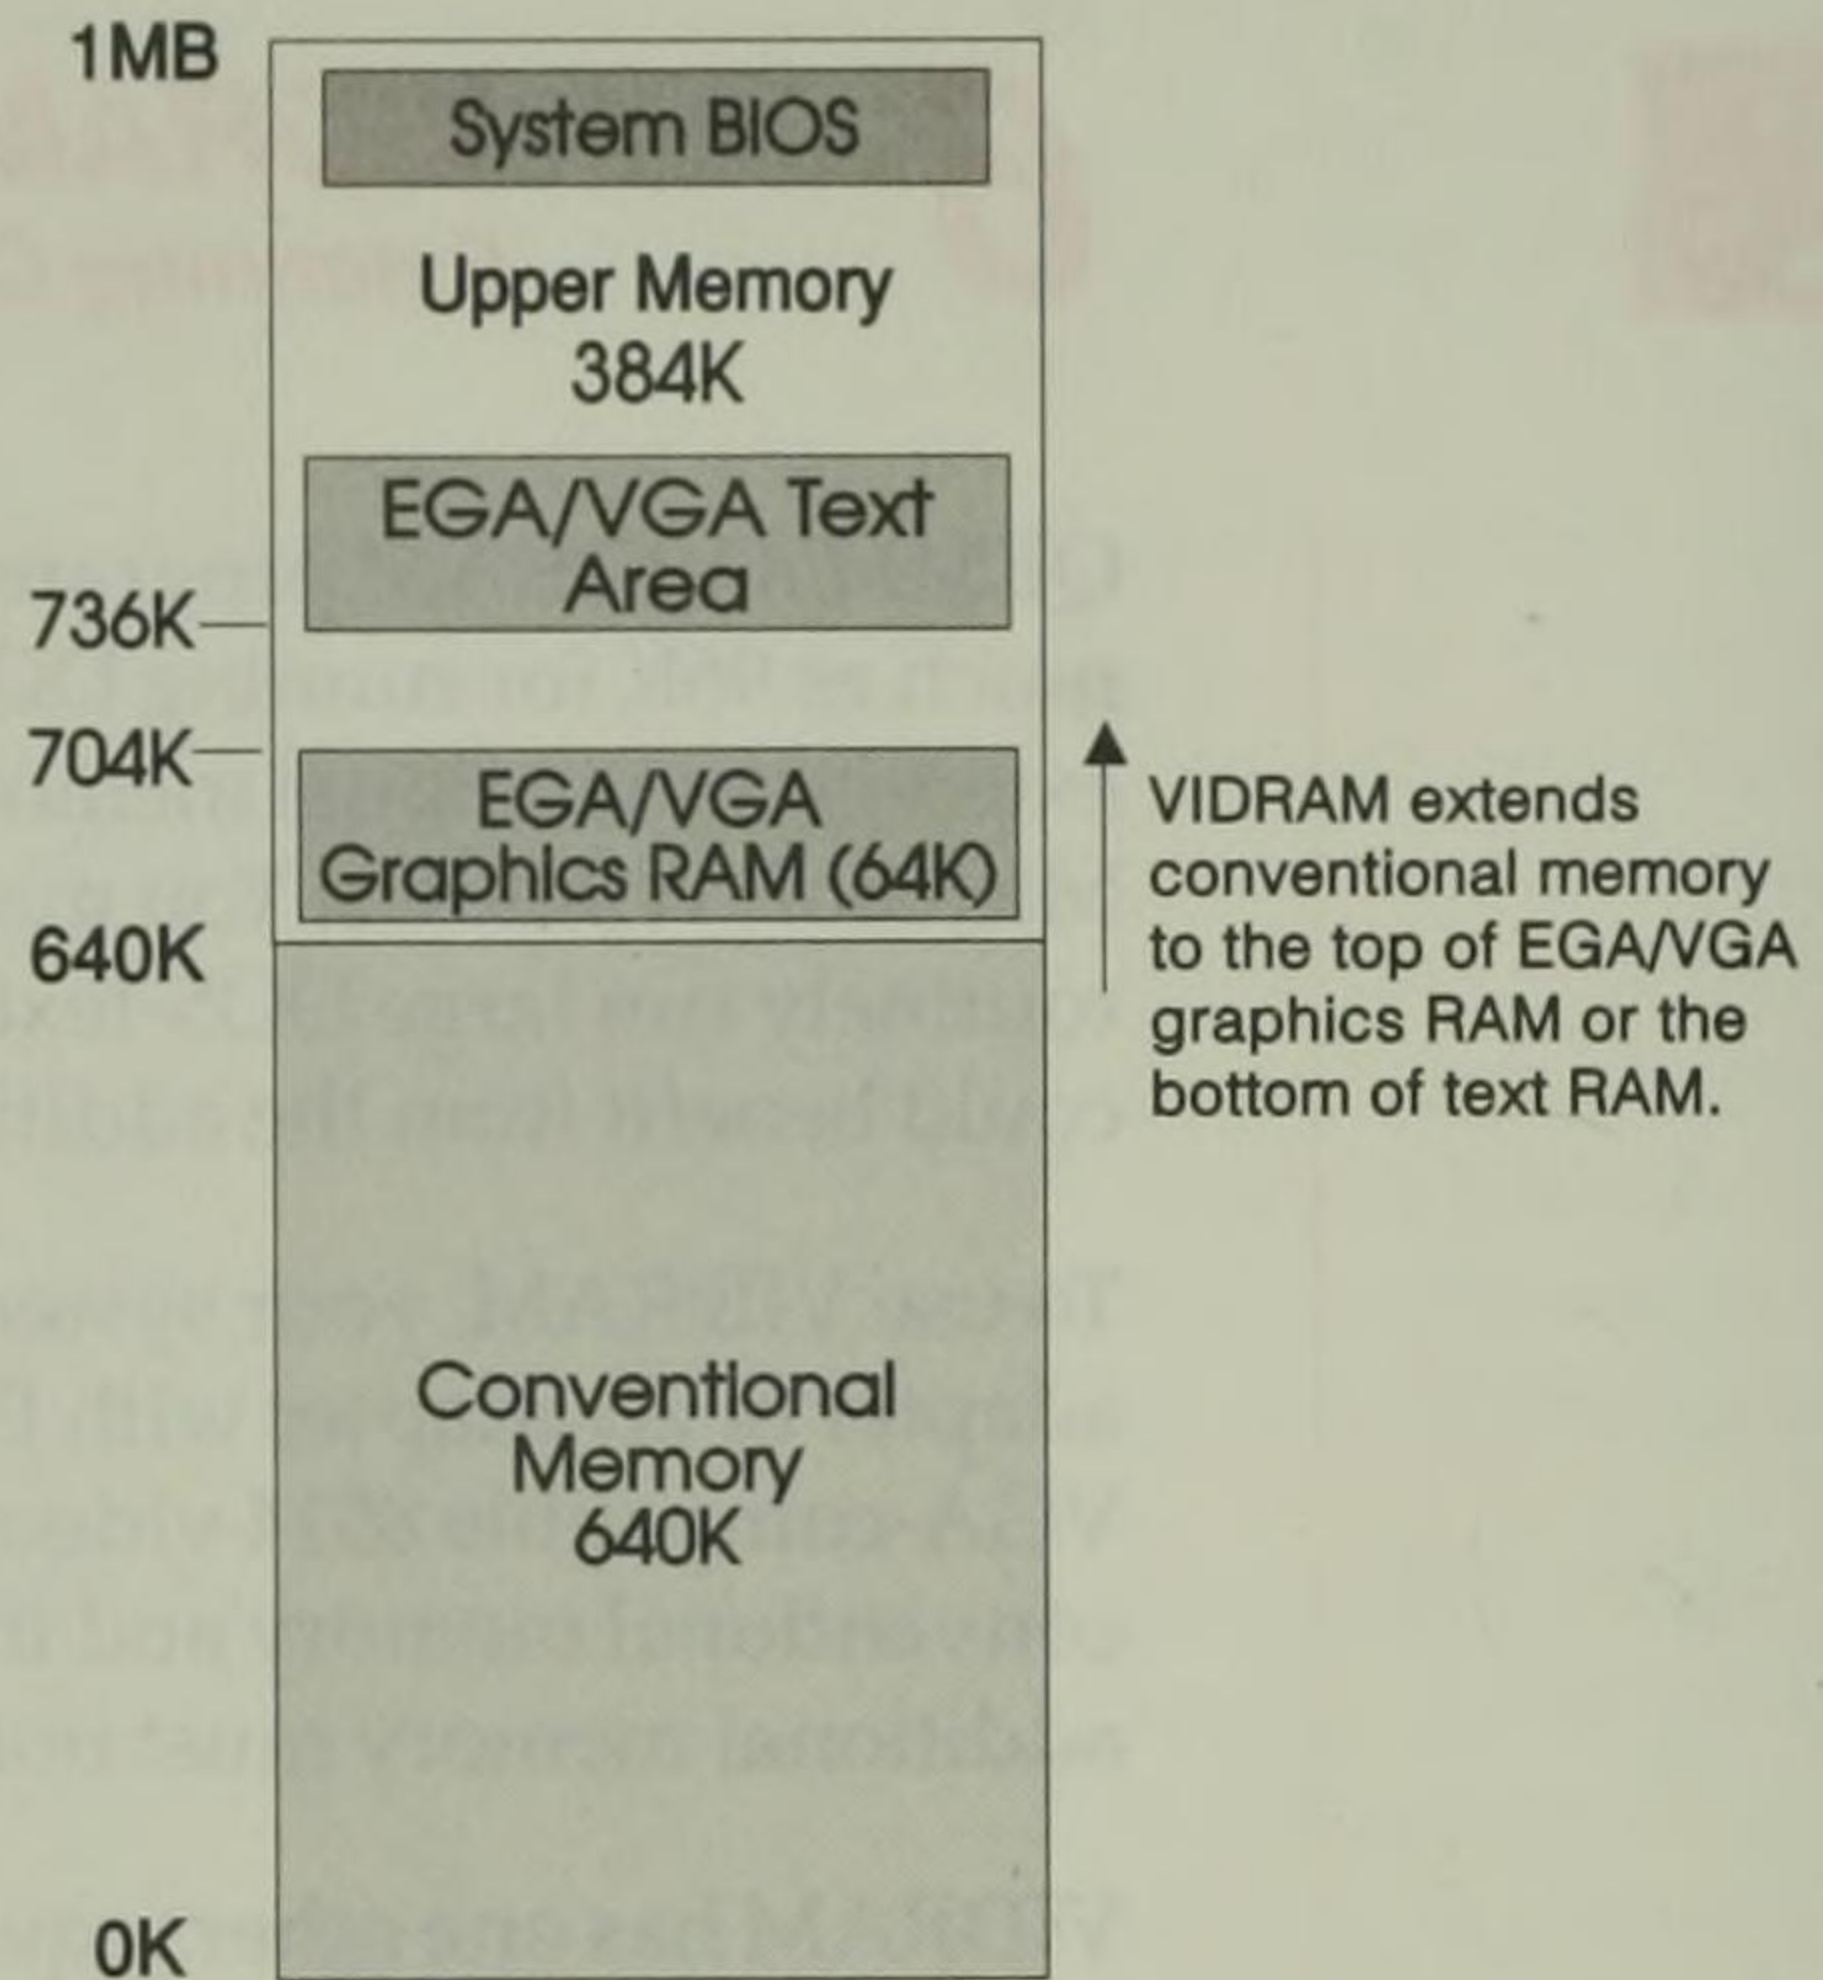 1MB
System BIOS
Upper Memory
384K
EGA/VGA Text
Area
736K
704K
EGA/VGA
Graphics RAM (64K)
640K
VIDRAM extends
conventional memory
to the top of EGA/VGA
graphics RAM or the
bottom of text RAM.
Conventional
Memory
640K
0K